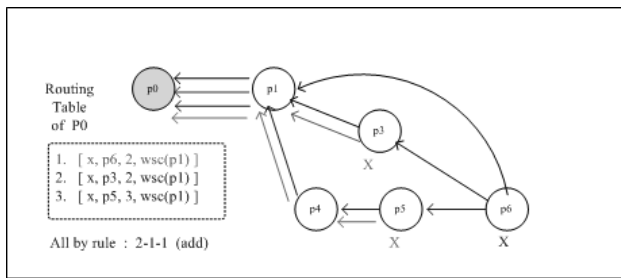 Routing
Table
of P0
1. [ x, p6, 2, wsc(p1) ]
2. [ x, p3, 2, wsc(p1) ]
3. [ x, p5, 3, wsc(p1) ]
All by rule : 2-1-1 (add)
p0
p1
p3
X
p4
p5
X
p6
X